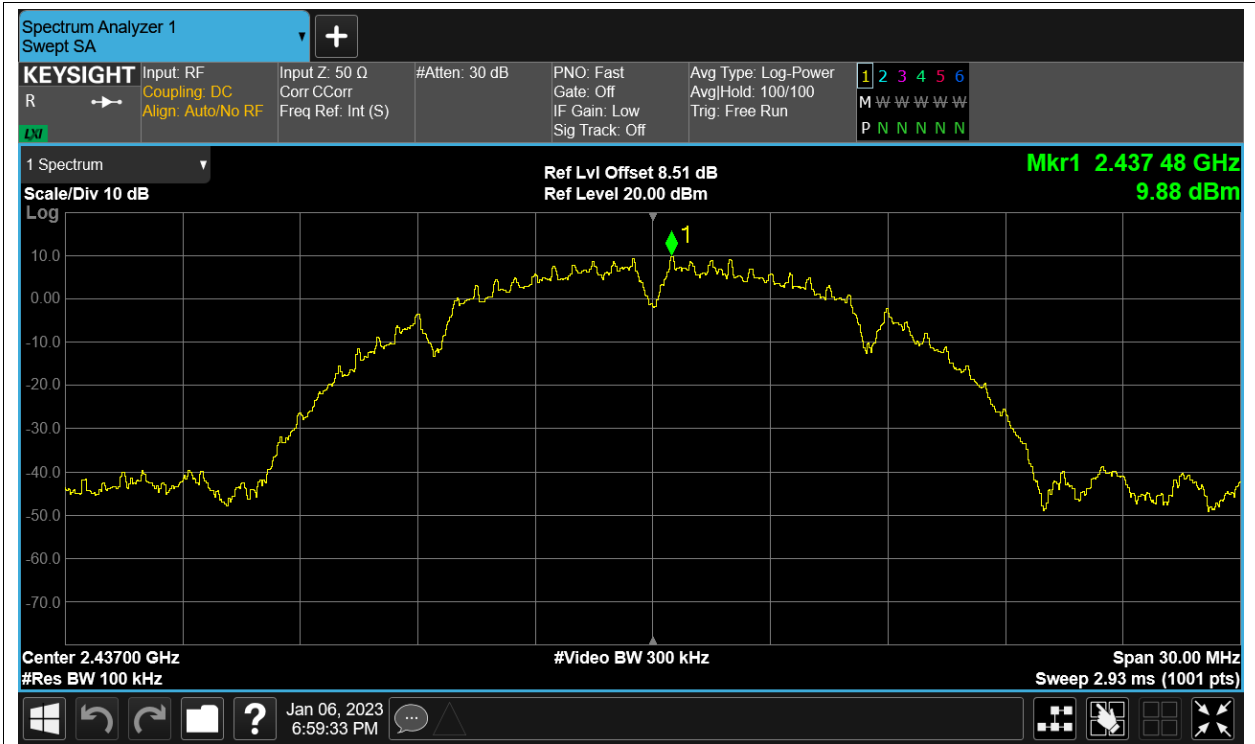 Spectrum Analyzer 1
Swept SA
+
KEYSIGHT
R
LXI
Input: RF
Coupling: DC
Align: Auto/No RF
Input Z: 50 Ω
Corr CCorr
Freq Ref: Int (S)
#Atten: 30 dB
PNO: Fast
Gate: Off
IF Gain: Low
Sig Track: Off
Avg Type: Log-Power
Avg|Hold: 100/100
Trig: Free Run
1 2 3 4 5 6
M W W W W W W
P N N N N N
1 Spectrum
Scale/Div 10 dB
Log
Ref Lvl Offset 8.51 dB
Ref Level 20.00 dBm
Mkr1 2.437 48 GHz
9.88 dBm
1
10.0
0.00
-10.0
-20.0
-30.0
-40.0
-50.0
-60.0
-70.0
Center 2.43700 GHz
#Res BW 100 kHz
#Video BW 300 kHz
Span 30.00 MHz
Sweep 2.93 ms (1001 pts)
?
Jan 06, 2023
6:59:33 PM